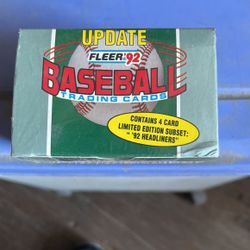 UPDATE
FLEER '92
BASEBALL
TRADING CARDS
CONTAINS 4 CARD
LIMITED EDITION SUBSET:
" '92 HEADLINERS"